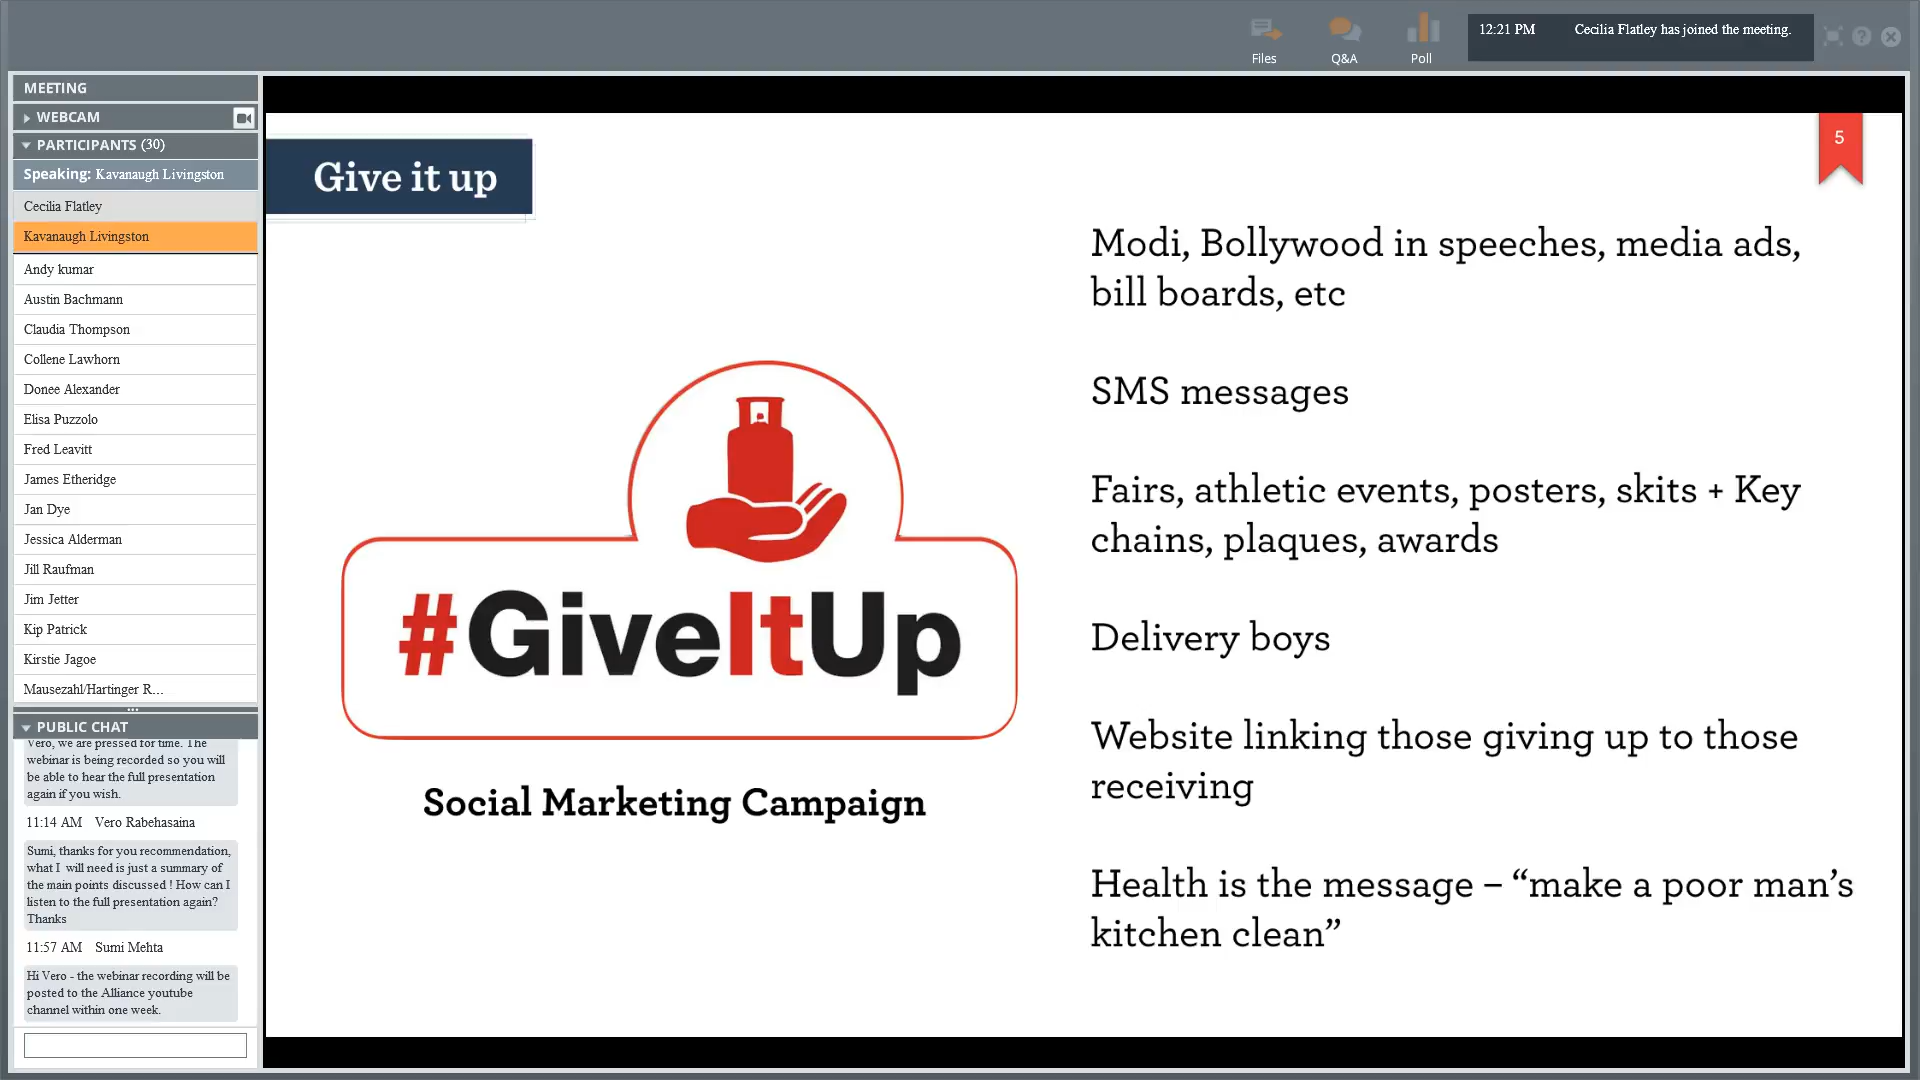 Files
Q&A
Poll
12:21 PM Cecilia Flatley has joined the meeting.
MEETING
WEBCAM
PARTICIPANTS (30)
Speaking: Kavanaugh Livingston
Cecilia Flatley
Kavanaugh Livingston
Andy kumar
Austin Bachmann
Claudia Thompson
Collene Lawhorn
Donee Alexander
Elisa Puzzolo
Fred Leavitt
James Etheridge
Jan Dye
Jessica Alderman
Jill Raufman
Jim Jetter
Kip Patrick
Kirstie Jagoe
Mausezahl/Hartinger R...
PUBLIC CHAT
Vero, we are pressed for time. The
webinar is being recorded so you will
be able to hear the full presentation
again if you wish.
11:14 AM Vero Rabehasaina
Sumi, thanks for you recommendation,
what I will need is just a summary of
the main points discussed ! How can I
listen to the full presentation again?
Thanks
11:57 AM Sumi Mehta
Hi Vero - the webinar recording will be
posted to the Alliance youtube
channel within one week.
Give it up
5
#GiveItUp
Social Marketing Campaign
Modi, Bollywood in speeches, media ads,
bill boards, etc
SMS messages
Fairs, athletic events, posters, skits + Key
chains, plaques, awards
Delivery boys
Website linking those giving up to those
receiving
Health is the message – “make a poor man’s
kitchen clean”